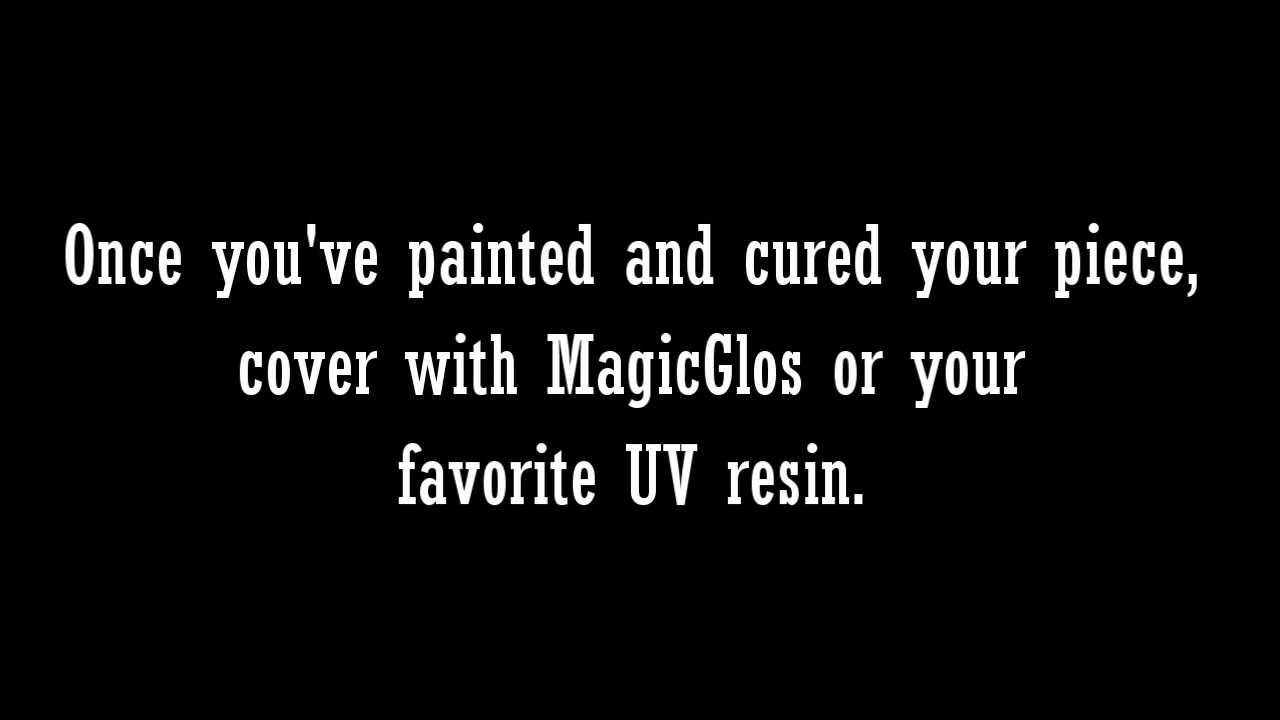 Once you've painted and cured your piece,
cover with MagicGlos or your
favorite UV resin.